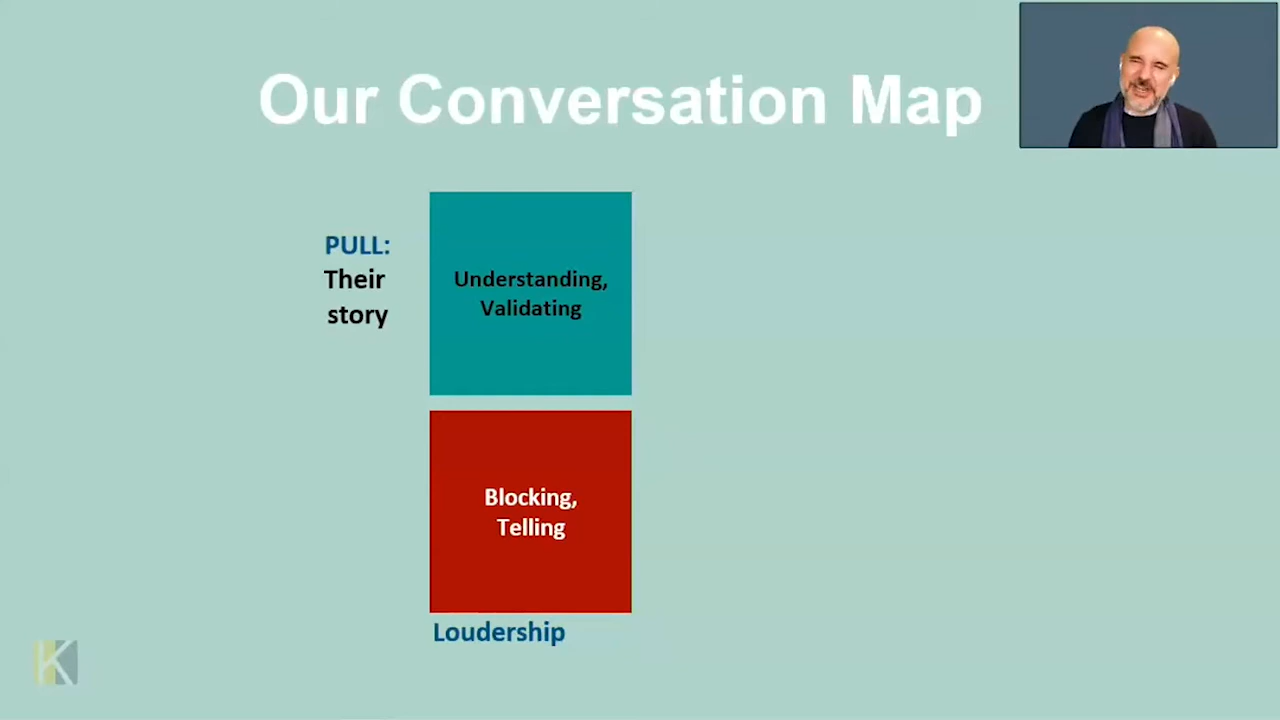 Our Conversation Map
PULL:
Their
story
Understanding,
Validating
Blocking,
Telling
Loudership
K